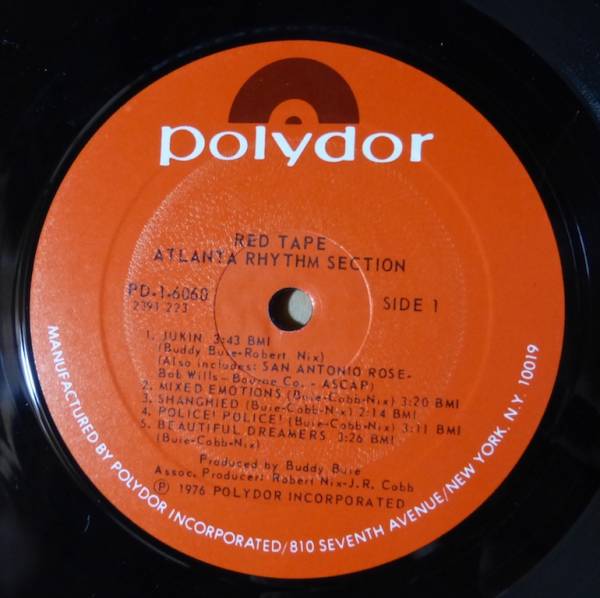 polydor
RED TAPE
ATLANTA RHYTHM SECTION
PD-1-6060
2391 223
SIDE 1
1. JUKIN 3:43 BMI
(Buddy Buie-Robert Nix)
(Also includes: SAN ANTONIO ROSE-
Bob Wills - Bourne Co. - ASCAP)
2. MIXED EMOTIONS (Buie-Cobb-Nix) 3:20 BMI
3. SHANGHIED (Buie-Cobb-Nix) 2:14 BMI
4. POLICE! POLICE! (Buie-Cobb-Nix) 3:11 BMI
5. BEAUTIFUL DREAMERS 3:26 BMI
(Buie-Cobb-Nix)
Produced by Buddy Buie
Assoc. Producer: Robert Nix-J.R. Cobb
Ⓟ 1976 POLYDOR INCORPORATED
MANUFACTURED BY POLYDOR INCORPORATED/810 SEVENTH AVENUE/NEW YORK, N.Y. 10019